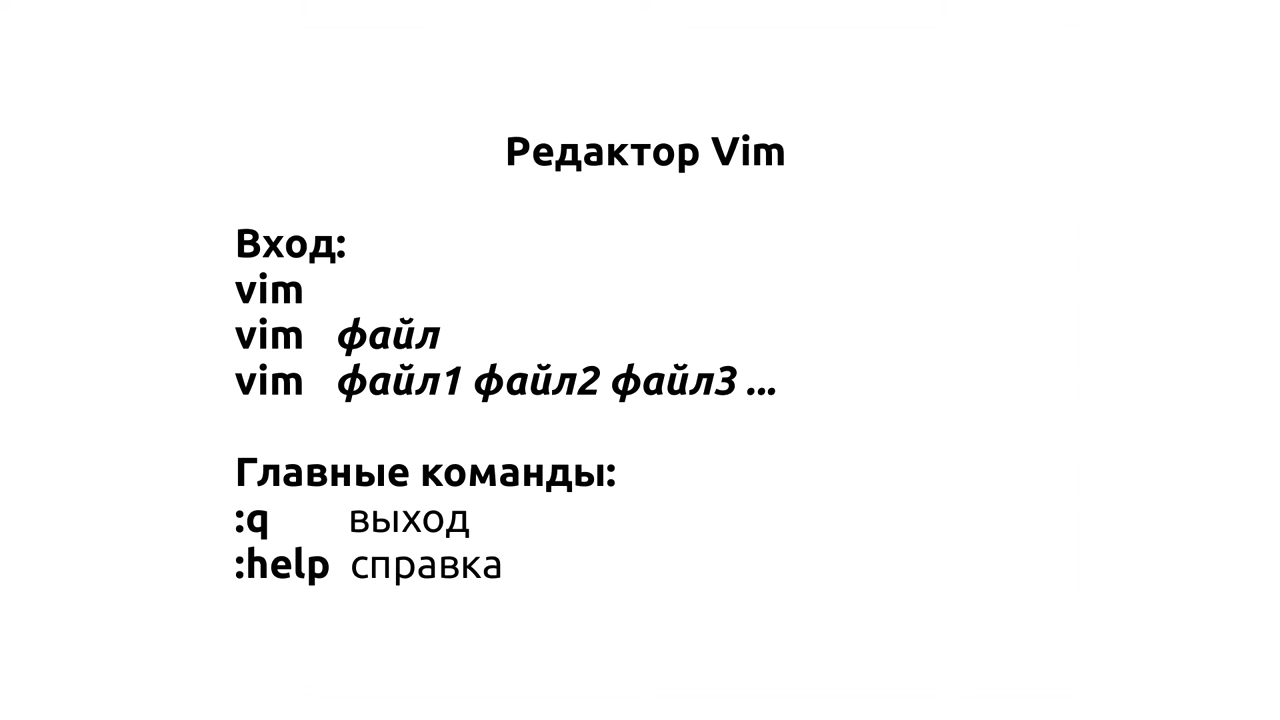 Редактор Vim
Вход:
vim
vim файл
vim файл1 файл2 файл3 ...
Главные команды:
:q выход
:help справка